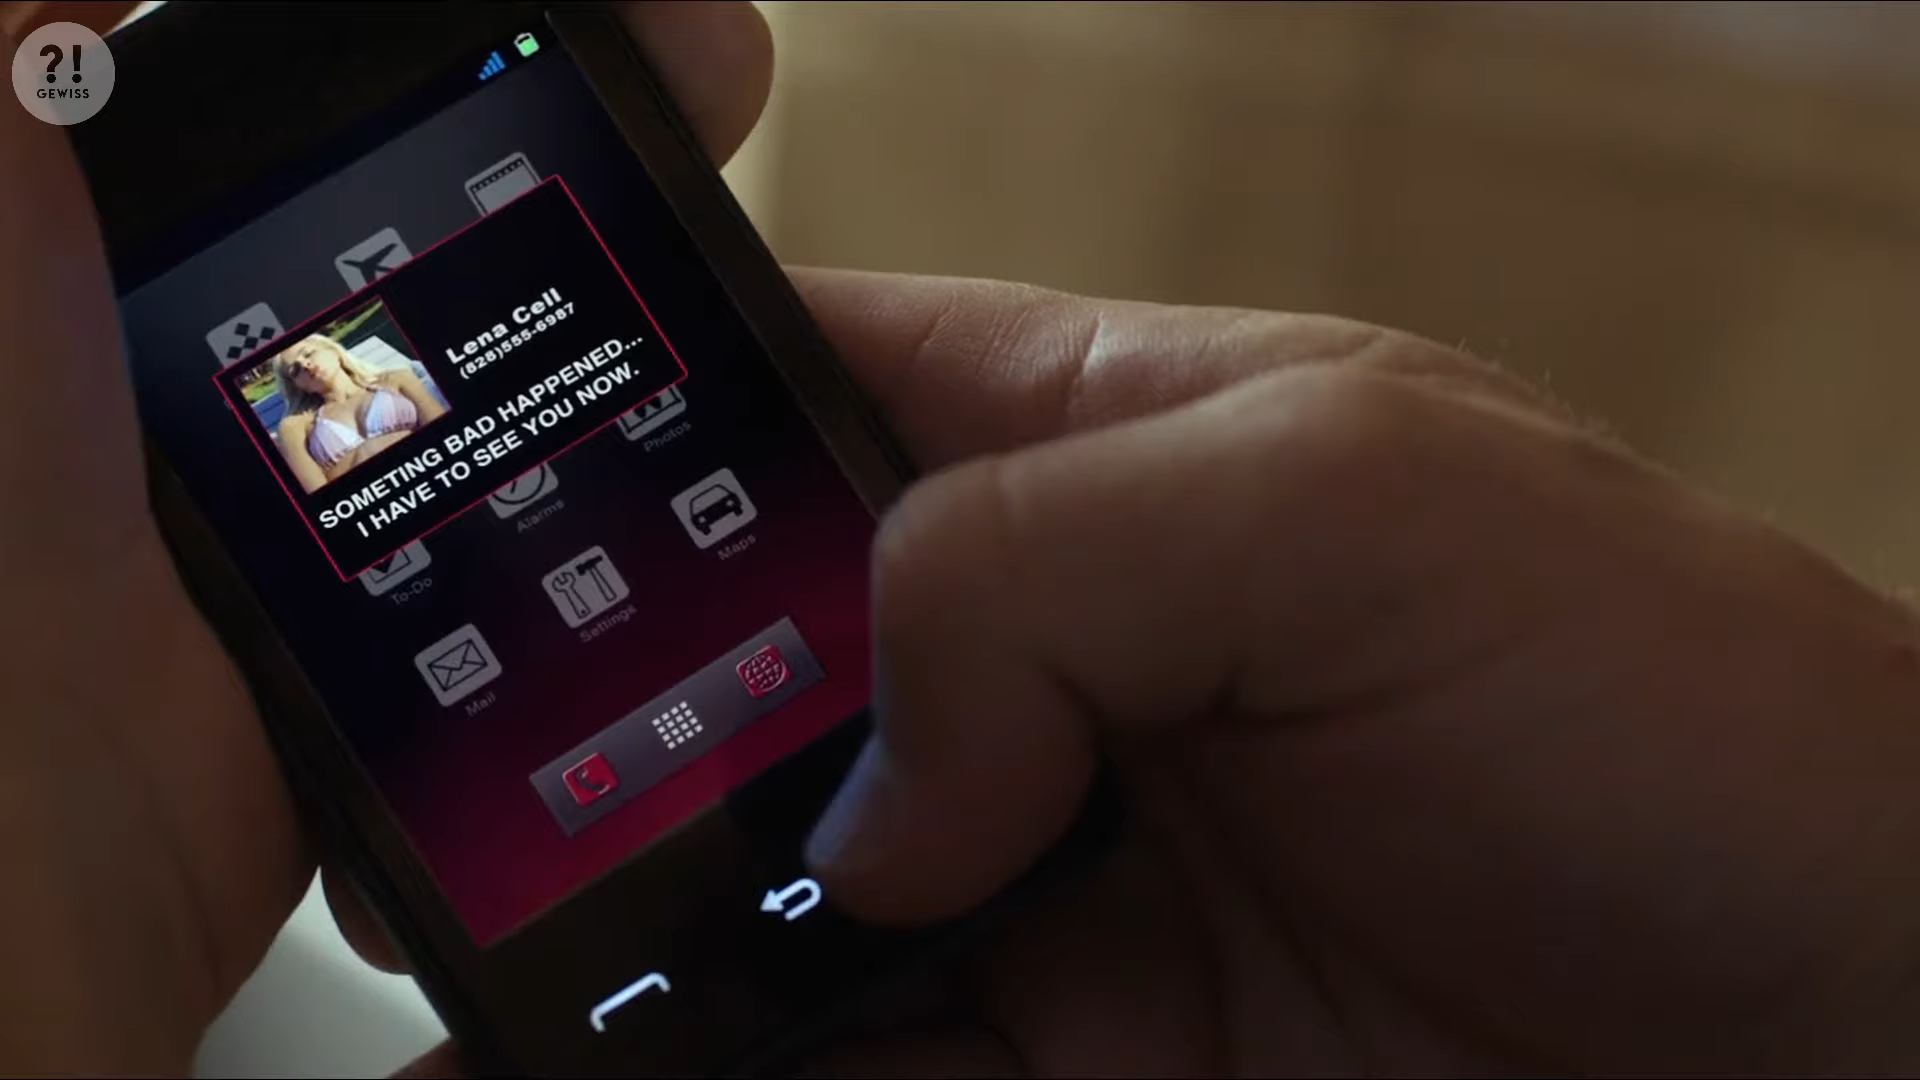 ?!
GEWISS
Lena Cell
(828)555-6987
SOMETING BAD HAPPENED...
I HAVE TO SEE YOU NOW.
Photos
Alarms
Maps
To-Do
Settings
Mail